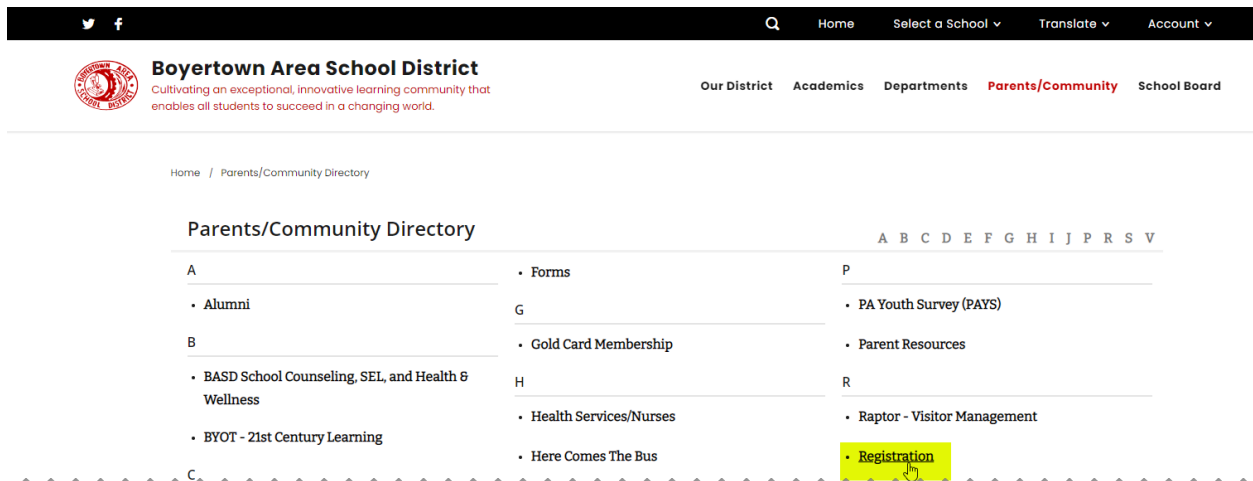 Home Select a School Translate Account
Boyertown Area School District
Cultivating an exceptional, innovative learning community that
enables all students to succeed in a changing world.
Our District Academics Departments Parents/Community School Board
Home / Parents/Community Directory
Parents/Community Directory
A B C D E F G H I J P R S V
A
• Alumni
B
• BASD School Counseling, SEL, and Health &
Wellness
• BYOT - 21st Century Learning
C
• Forms
G
• Gold Card Membership
H
• Health Services/Nurses
• Here Comes The Bus
P
• PA Youth Survey (PAYS)
• Parent Resources
R
• Raptor - Visitor Management
• Registration